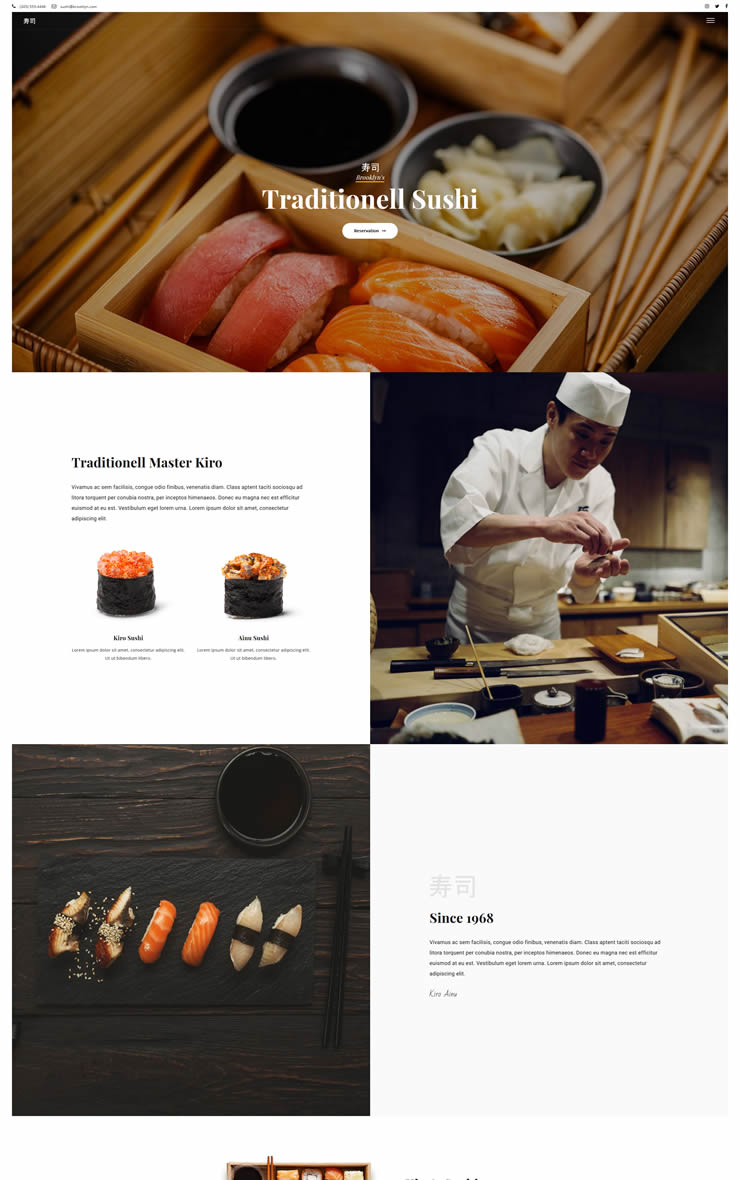 (305) 555-4446 sushi@brooklyn.com
寿司
寿司
Brooklyn's
Traditionell Sushi
Reservation →
Traditionell Master Kiro
Vivamus ac sem facilisis, congue odio finibus, venenatis diam. Class aptent taciti sociosqu ad
litora torquent per conubia nostra, per inceptos himenaeos. Donec eu magna nec est efficitur
euismod at eu est. Vestibulum eget lorem urna. Lorem ipsum dolor sit amet, consectetur
adipiscing elit.
Kiro Sushi
Lorem ipsum dolor sit amet, consectetur adipiscing elit.
Ut ut bibendum libero.
Ainu Sushi
Lorem ipsum dolor sit amet, consectetur adipiscing elit.
Ut ut bibendum libero.
寿司
Since 1968
Vivamus ac sem facilisis, congue odio finibus, venenatis diam. Class aptent taciti sociosqu ad
litora torquent per conubia nostra, per inceptos himenaeos. Donec eu magna nec est efficitur
euismod at eu est. Vestibulum eget lorem urna. Lorem ipsum dolor sit amet, consectetur
adipiscing elit.
Kiro Ainu